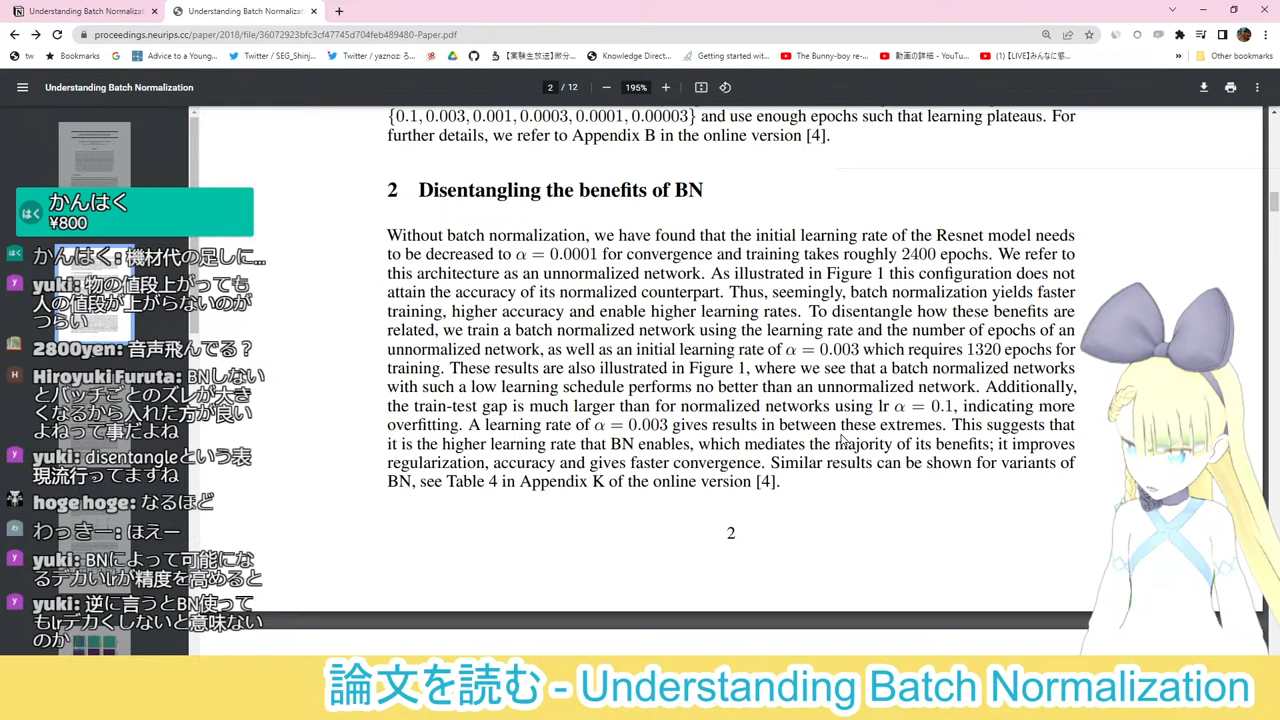 Understanding Batch Normalizati
Understanding Batch Normalizat
proceedings.neurips.cc/paper/2018/file/36072923bfc3cf47745d704feb489480-Paper.pdf
tw
Bookmarks
Advice to a Young...
Twitter / SEG_Shinj...
Twitter / yaznoz ろ...
【実験生放送】微分...
Knowledge Direct...
Getting started wit...
The Bunny-boy re-...
動画の詳細 - YouTu...
(1) 【LIVE】みんなに感...
»
Other bookmarks
Understanding Batch Normalization
2 / 12
195%
{0.1, 0.003, 0.001, 0.0003, 0.0001, 0.00003} and use enough epochs such that learning plateaus. For
further details, we refer to Appendix B in the online version [4].
2 Disentangling the benefits of BN
Without batch normalization, we have found that the initial learning rate of the Resnet model needs
to be decreased to α = 0.0001 for convergence and training takes roughly 2400 epochs. We refer to
this architecture as an unnormalized network. As illustrated in Figure 1 this configuration does not
attain the accuracy of its normalized counterpart. Thus, seemingly, batch normalization yields faster
training, higher accuracy and enable higher learning rates. To disentangle how these benefits are
related, we train a batch normalized network using the learning rate and the number of epochs of an
unnormalized network, as well as an initial learning rate of α = 0.003 which requires 1320 epochs for
training. These results are also illustrated in Figure 1, where we see that a batch normalized networks
with such a low learning schedule performs no better than an unnormalized network. Additionally,
the train-test gap is much larger than for normalized networks using lr α = 0.1, indicating more
overfitting. A learning rate of α = 0.003 gives results in between these extremes. This suggests that
it is the higher learning rate that BN enables, which mediates the majority of its benefits; it improves
regularization, accuracy and gives faster convergence. Similar results can be shown for variants of
BN, see Table 4 in Appendix K of the online version [4].
2
はく
かんはく
¥800
はく
かんはく: 機材代の足しに...
y
yuki: 物の値段上がっても
人の値段が上がらないのが
つらい
2800yen: 音声飛んでる？
H
Hiroyuki Furuta: BNしない
とバッチごとのズレが大き
くなるから入れた方が良い
よねって事だよね
y
yuki: disentangleという表
現流行ってますね
hoge hoge: なるほど
わ
わっきー: ほえー
y
yuki: BNによって可能にな
るデカいlrが精度を高めると
y
yuki: 逆に言うとBN使って
もlrデカくしないと意味ない
のか
論文を読む - Understanding Batch Normalization